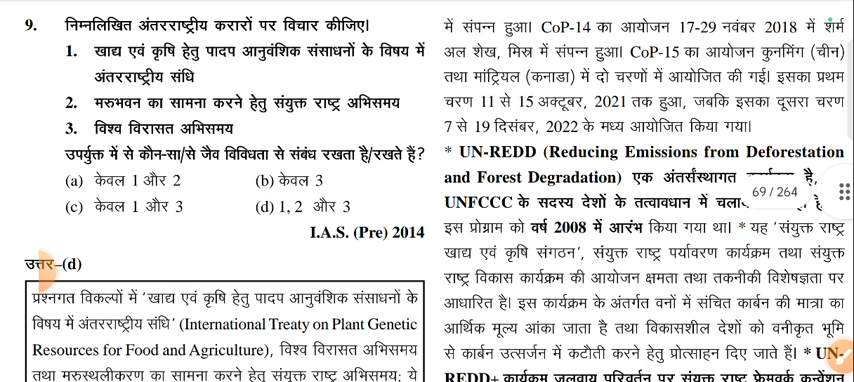 9. निम्नलिखित अंतरराष्ट्रीय करारों पर विचार कीजिए।
1. खाद्य एवं कृषि हेतु पादप आनुवंशिक संसाधनों के विषय में
अंतरराष्ट्रीय संधि
2. मरुभवन का सामना करने हेतु संयुक्त राष्ट्र अभिसमय
3. विश्व विरासत अभिसमय
उपर्युक्त में से कौन-सा/से जैव विविधता से संबंध रखता है/रखते हैं?
(a) केवल 1 और 2 (b) केवल 3
(c) केवल 1 और 3 (d) 1, 2 और 3
I.A.S. (Pre) 2014
उत्तर–(d)
प्रश्नगत विकल्पों में ‘खाद्य एवं कृषि हेतु पादप आनुवंशिक संसाधनों के
विषय में अंतरराष्ट्रीय संधि’ (International Treaty on Plant Genetic
Resources for Food and Agriculture), विश्व विरासत अभिसमय
तथा मरुस्थलीकरण का सामना करने हेतु संयुक्त राष्ट्र अभिसमय; ये
में संपन्न हुआ। CoP-14 का आयोजन 17-29 नवंबर 2018 में शर्म
अल शेख, मिस्र में संपन्न हुआ। CoP-15 का आयोजन कुनमिंग (चीन)
तथा मांट्रियल (कनाडा) में दो चरणों में आयोजित की गई। इसका प्रथम
चरण 11 से 15 अक्टूबर, 2021 तक हुआ, जबकि इसका दूसरा चरण
7 से 19 दिसंबर, 2022 के मध्य आयोजित किया गया।
* UN-REDD (Reducing Emissions from Deforestation
and Forest Degradation) एक अंतर्संस्थागत है,
69 / 264
UNFCCC के सदस्य देशों के तत्वावधान में
इस प्रोग्राम को वर्ष 2008 में आरंभ किया गया था। * यह ‘संयुक्त राष्ट्र
खाद्य एवं कृषि संगठन’, संयुक्त राष्ट्र पर्यावरण कार्यक्रम तथा संयुक्त
राष्ट्र विकास कार्यक्रम की आयोजन क्षमता तथा तकनीकी विशेषज्ञता पर
आधारित है। इस कार्यक्रम के अंतर्गत वनों में संचित कार्बन की मात्रा का
आर्थिक मूल्य आंका जाता है तथा विकासशील देशों को वनीकृत भूमि
से कार्बन उत्सर्जन में कटौती करने हेतु प्रोत्साहन दिए जाते हैं। * UN-
REDD+ कार्यक्रम जलवायु परिवर्तन पर संयुक्त राष्ट्र फ्रेमवर्क कन्वेंशन